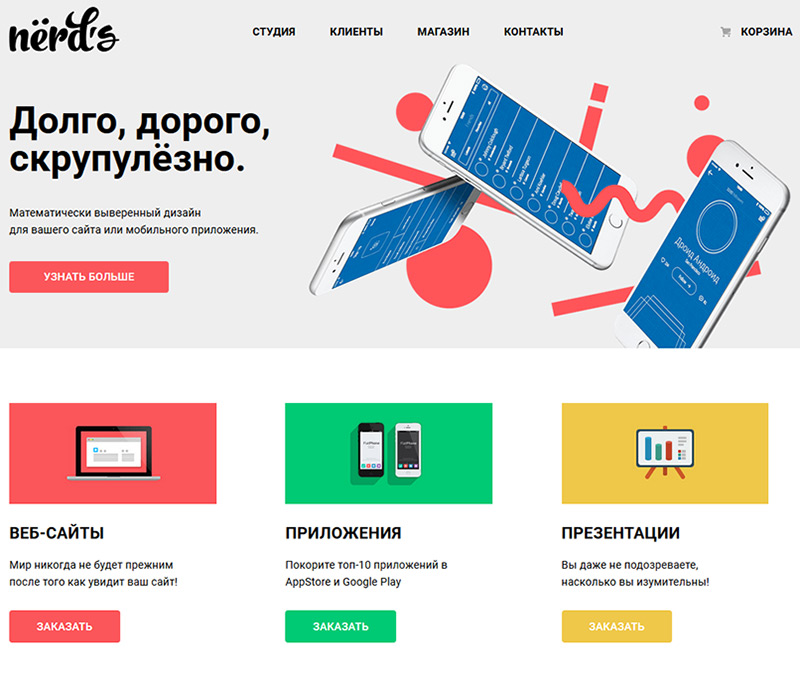 nërd's
СТУДИЯ
КЛИЕНТЫ
МАГАЗИН
КОНТАКТЫ
КОРЗИНА
Долго, дорого,
скрупулёзно.
Математически выверенный дизайн
для вашего сайта или мобильного приложения.
УЗНАТЬ БОЛЬШЕ
Дроид Андроид
ВЕБ-САЙТЫ
Мир никогда не будет прежним
после того как увидит ваш сайт!
ЗАКАЗАТЬ
ПРИЛОЖЕНИЯ
Покорите топ-10 приложений в
AppStore и Google Play
ЗАКАЗАТЬ
ПРЕЗЕНТАЦИИ
Вы даже не подозреваете,
насколько вы изумительны!
ЗАКАЗАТЬ